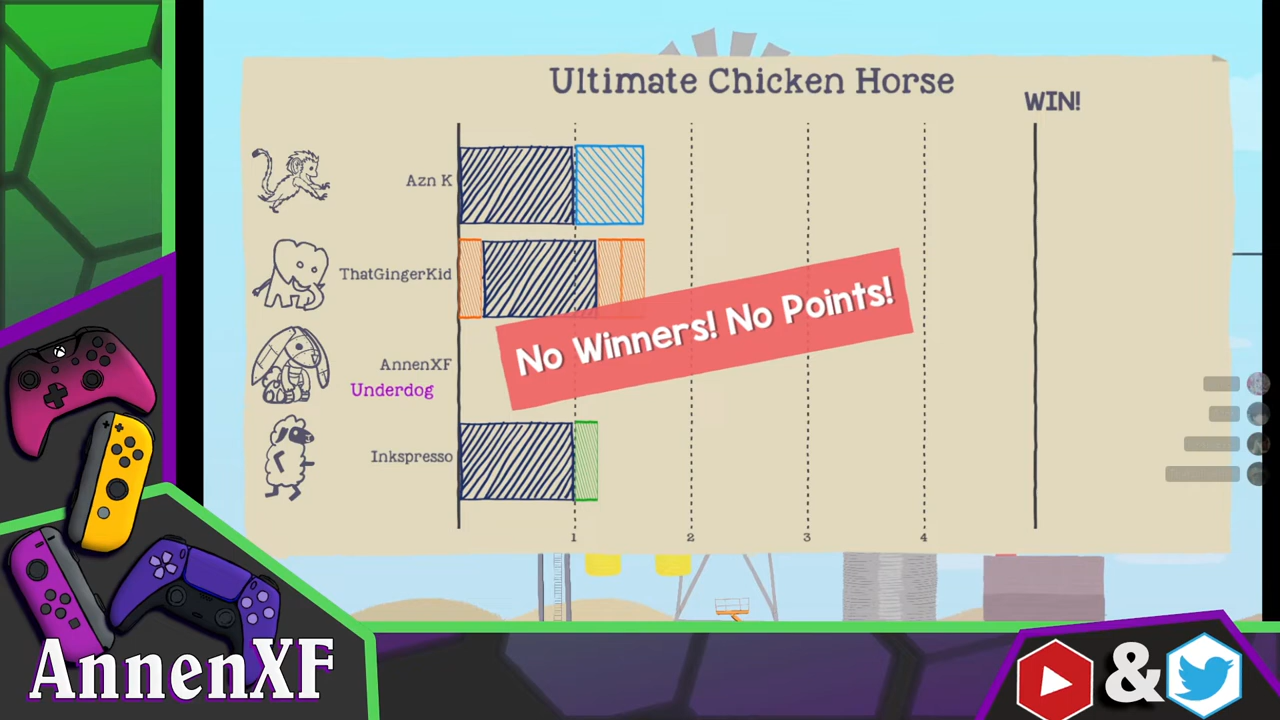 Ultimate Chicken Horse
WIN!
Azn K
ThatGingerKid
No Winners! No Points!
AnnenXF
Underdog
Inkspresso
1 2 3 4
AnnenXF
&